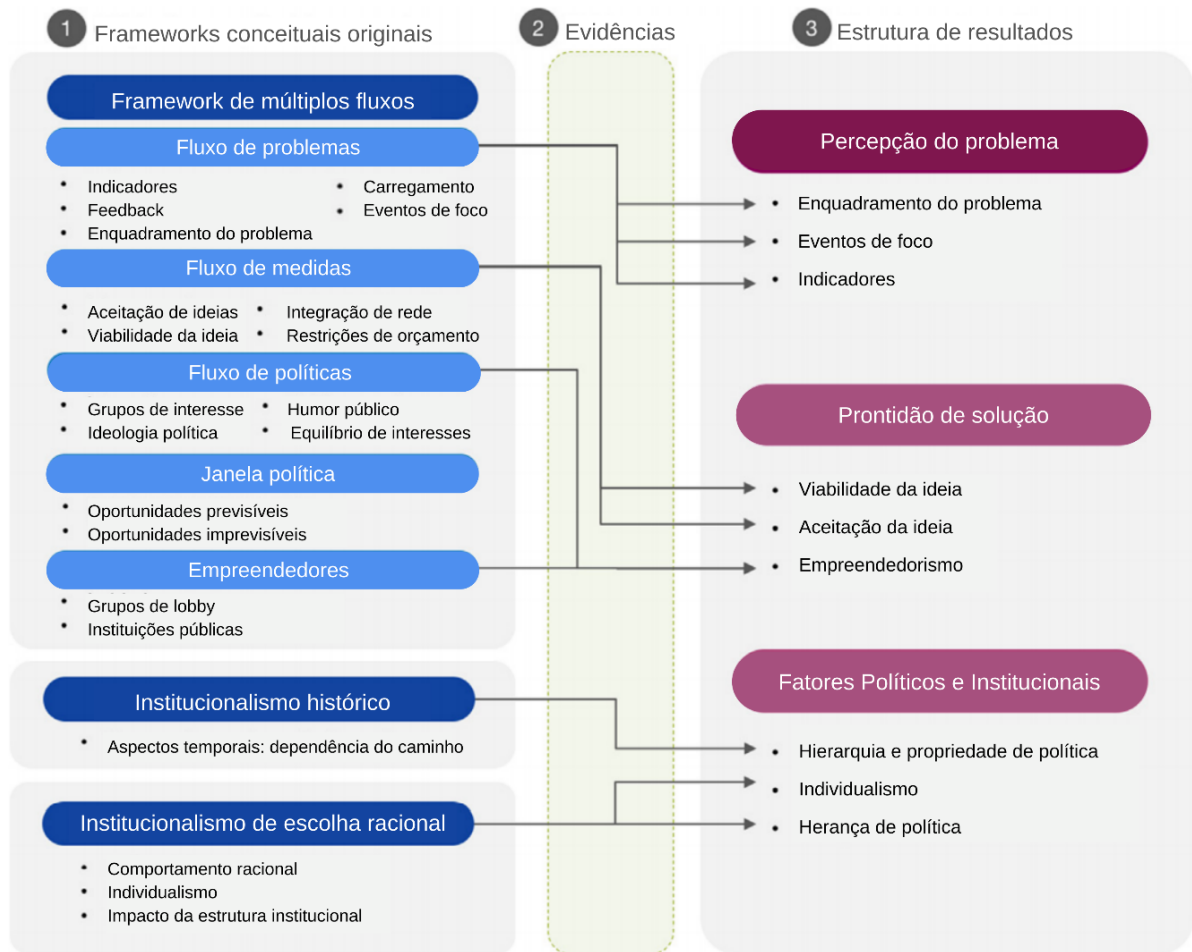 1 Frameworks conceituais originais
2 Evidências
3 Estrutura de resultados
Framework de múltiplos fluxos
Fluxo de problemas
• Indicadores
• Feedback
• Enquadramento do problema
• Carregamento
• Eventos de foco
Fluxo de medidas
• Aceitação de ideias
• Viabilidade da ideia
• Integração de rede
• Restrições de orçamento
Fluxo de políticas
• Grupos de interesse
• Ideologia política
• Humor público
• Equilíbrio de interesses
Janela política
• Oportunidades previsíveis
• Oportunidades imprevisíveis
Empreendedores
• Grupos de lobby
• Instituições públicas
Institucionalismo histórico
• Aspectos temporais: dependência do caminho
Institucionalismo de escolha racional
• Comportamento racional
• Individualismo
• Impacto da estrutura institucional
Percepção do problema
• Enquadramento do problema
• Eventos de foco
• Indicadores
Prontidão de solução
• Viabilidade da ideia
• Aceitação da ideia
• Empreendedorismo
Fatores Políticos e Institucionais
• Hierarquia e propriedade de política
• Individualismo
• Herança de política